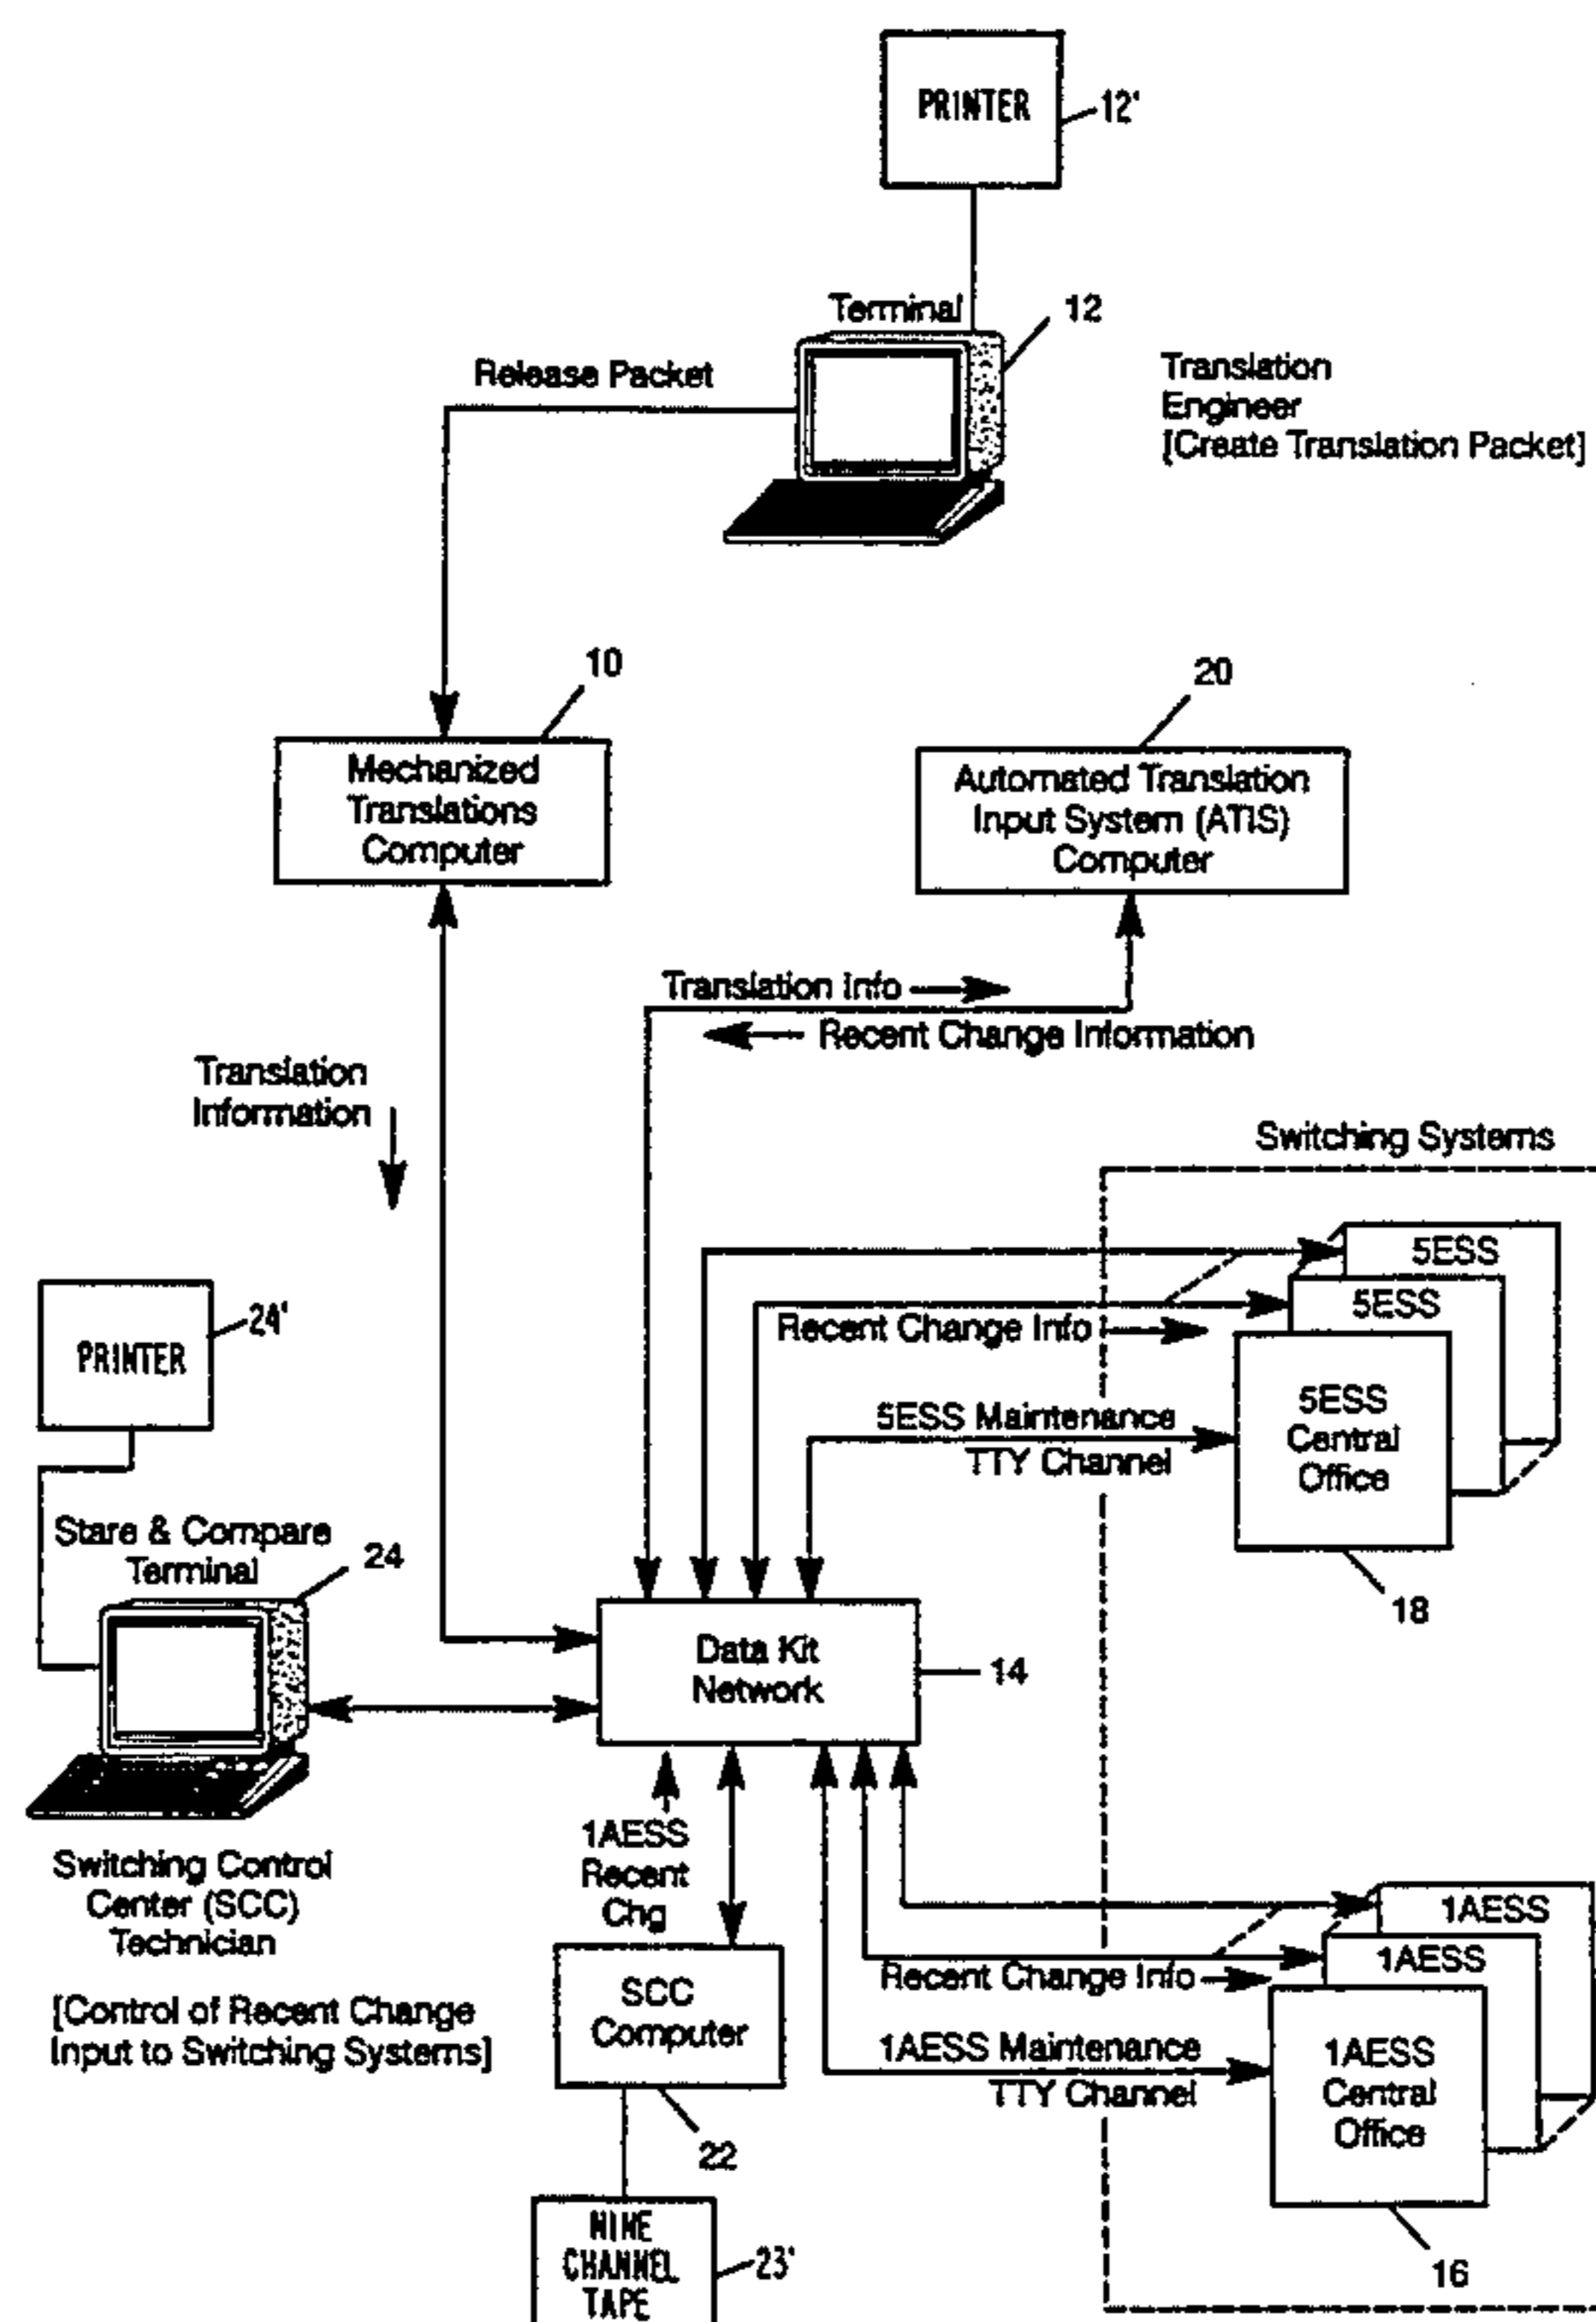 PRINTER
12'
Terminal
12
Release Packet
Translation
Engineer
[Create Translation Packet]
10
20
Mechanized
Translations
Computer
Automated Translation
Input System (ATIS)
Computer
Translation Info
Recent Change Information
Translation
Information
Switching Systems
5ESS
5ESS
Recent Change Info
5ESS
Central
Office
5ESS Maintenance
TTY Channel
18
PRINTER
24'
Stare & Compare
Terminal
24
Data Kit
Network
14
Switching Control
Center (SCC)
Technician
[Control of Recent Change
Input to Switching Systems]
1AESS
Recent
Chg
SCC
Computer
22
NINE
CHANNEL
TAPE
23'
1AESS
1AESS
Recent Change Info
1AESS Maintenance
TTY Channel
1AESS
Central
Office
16